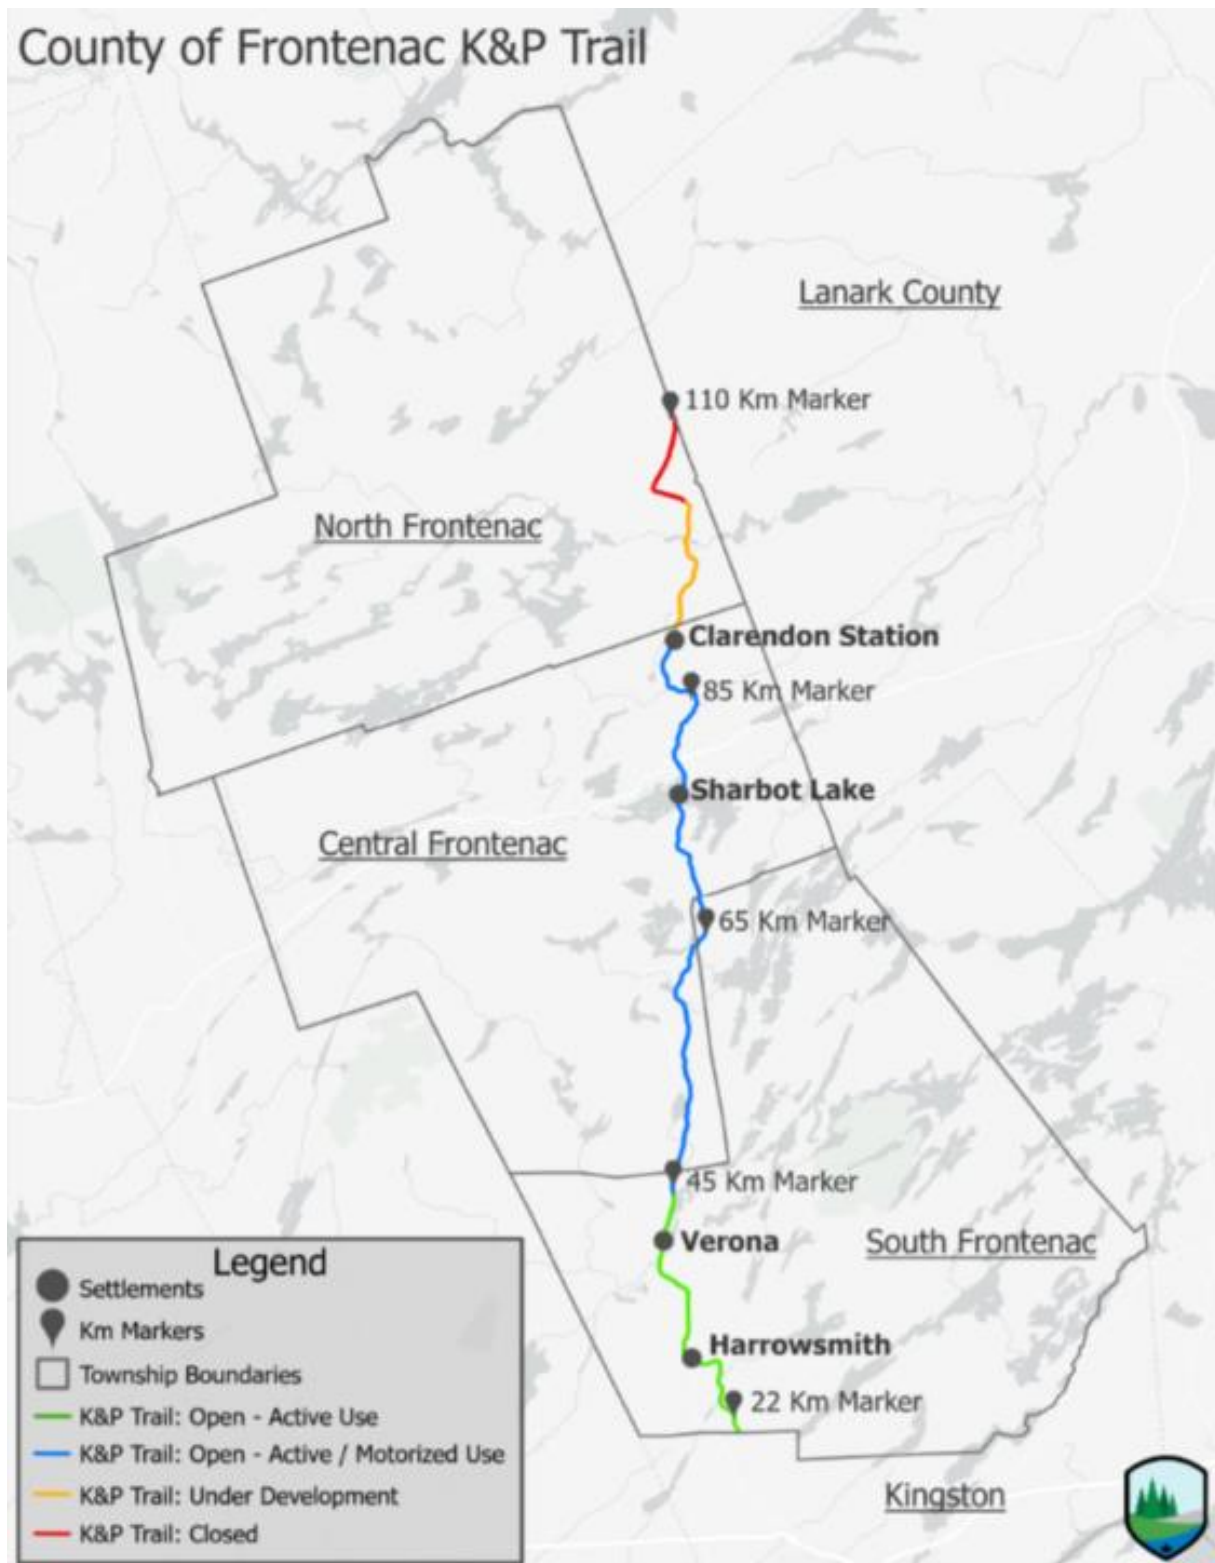 County of Frontenac K&P Trail
Lanark County
110 Km Marker
North Frontenac
Clarendon Station
85 Km Marker
Sharbot Lake
Central Frontenac
65 Km Marker
45 Km Marker
Verona
South Frontenac
Harrowsmith
22 Km Marker
Kingston
Legend
Settlements
Km Markers
Township Boundaries
K&P Trail: Open - Active Use
K&P Trail: Open - Active / Motorized Use
K&P Trail: Under Development
K&P Trail: Closed